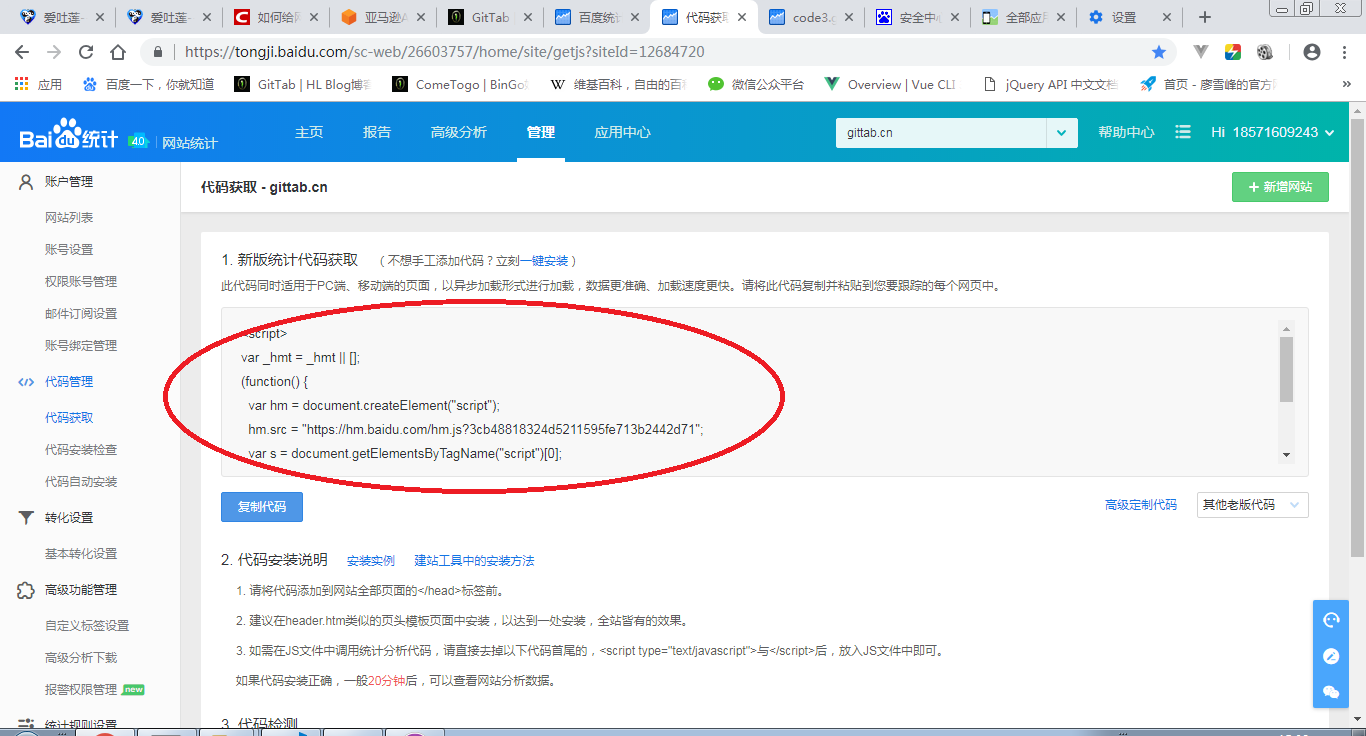 爱吐莲-
爱吐莲-
如何给网
亚马逊A
GitTab
百度统计
代码获取
code3.g
安全中心
全部应用
设置
https://tongji.baidu.com/sc-web/26603757/home/site/getjs?siteId=12684720
应用
百度一下，你就知道
GitTab | HL Blog博客
ComeTogo | BinGo
维基百科，自由的百科
微信公众平台
Overview | Vue CLI
jQuery API 中文文档
首页 - 廖雪峰的官方网
»
Bai du 统计 4.0 | 网站统计
主页
报告
高级分析
管理
应用中心
gittab.cn
帮助中心
Hi 18571609243
账户管理
网站列表
账号设置
权限账号管理
邮件订阅设置
账号绑定管理
代码管理
代码获取
代码安装检查
代码自动安装
转化设置
基本转化设置
高级功能管理
自定义标签设置
高级分析下载
报警权限管理 new
统计规则设置
代码获取 - gittab.cn
+ 新增网站
1. 新版统计代码获取 （不想手工添加代码？立刻一键安装）
此代码同时适用于PC端、移动端的页面，以异步加载形式进行加载，数据更准确、加载速度更快。请将此代码复制并粘贴到您要跟踪的每个网页中。
<script>
var _hmt = _hmt || [];
(function() {
var hm = document.createElement("script");
hm.src = "https://hm.baidu.com/hm.js?3cb48818324d5211595fe713b2442d71";
var s = document.getElementsByTagName("script")[0];
复制代码
高级定制代码
其他老版代码
2. 代码安装说明 安装实例 建站工具中的安装方法
1. 请将代码添加到网站全部页面的</head>标签前。
2. 建议在header.htm类似的页头模板页面中安装，以达到一处安装，全站皆有的效果。
3. 如需在JS文件中调用统计分析代码，请直接去掉以下代码首尾的，<script type="text/javascript">与</script>后，放入JS文件中即可。
如果代码安装正确，一般20分钟后，可以查看网站分析数据。
3. 代码检测